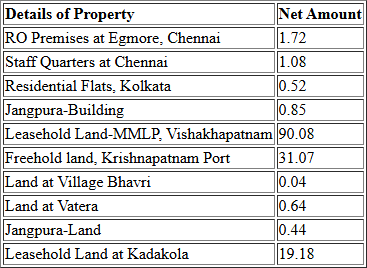 Details of Property Net Amount
RO Premises at Egmore, Chennai 1.72
Staff Quarters at Chennai 1.08
Residential Flats, Kolkata 0.52
Jangpura-Building 0.85
Leasehold Land-MMLP, Vishakhapatnam 90.08
Freehold land, Krishnapatnam Port 31.07
Land at Village Bhavri 0.04
Land at Vatera 0.64
Jangpura-Land 0.44
Leasehold Land at Kadakola 19.18